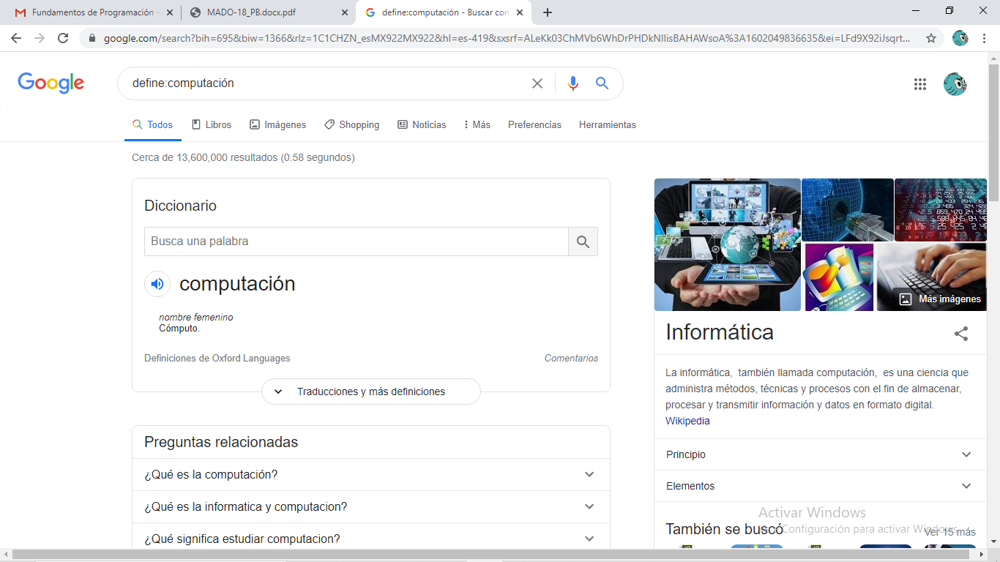 Fundamentos de Programación -
MADO-18_PB.docx.pdf
define:computación - Buscar con
google.com/search?bih=695&biw=1366&rlz=1C1CHZN_esMX922MX922&hl=es-419&sxsrf=ALeKk03ChMVb6WhDrPHDkNIlisBAHAWsoA%3A1602049836635&ei=LFd9X92iJsqrt...
Google
define:computación
Todos
Libros
Imágenes
Shopping
Noticias
Más
Preferencias
Herramientas
Cerca de 13,600,000 resultados (0.58 segundos)
Diccionario
Busca una palabra
computación
nombre femenino
Cómputo.
Definiciones de Oxford Languages
Comentarios
Traducciones y más definiciones
Preguntas relacionadas
¿Qué es la computación?
¿Qué es la informatica y computacion?
¿Qué significa estudiar computacion?
Más imágenes
Informática
La informática, también llamada computación, es una ciencia que
administra métodos, técnicas y procesos con el fin de almacenar,
procesar y transmitir información y datos en formato digital.
Wikipedia
Principio
Elementos
Activar Windows
También se buscó
Configuración para activar Windows.
Ver 15 más